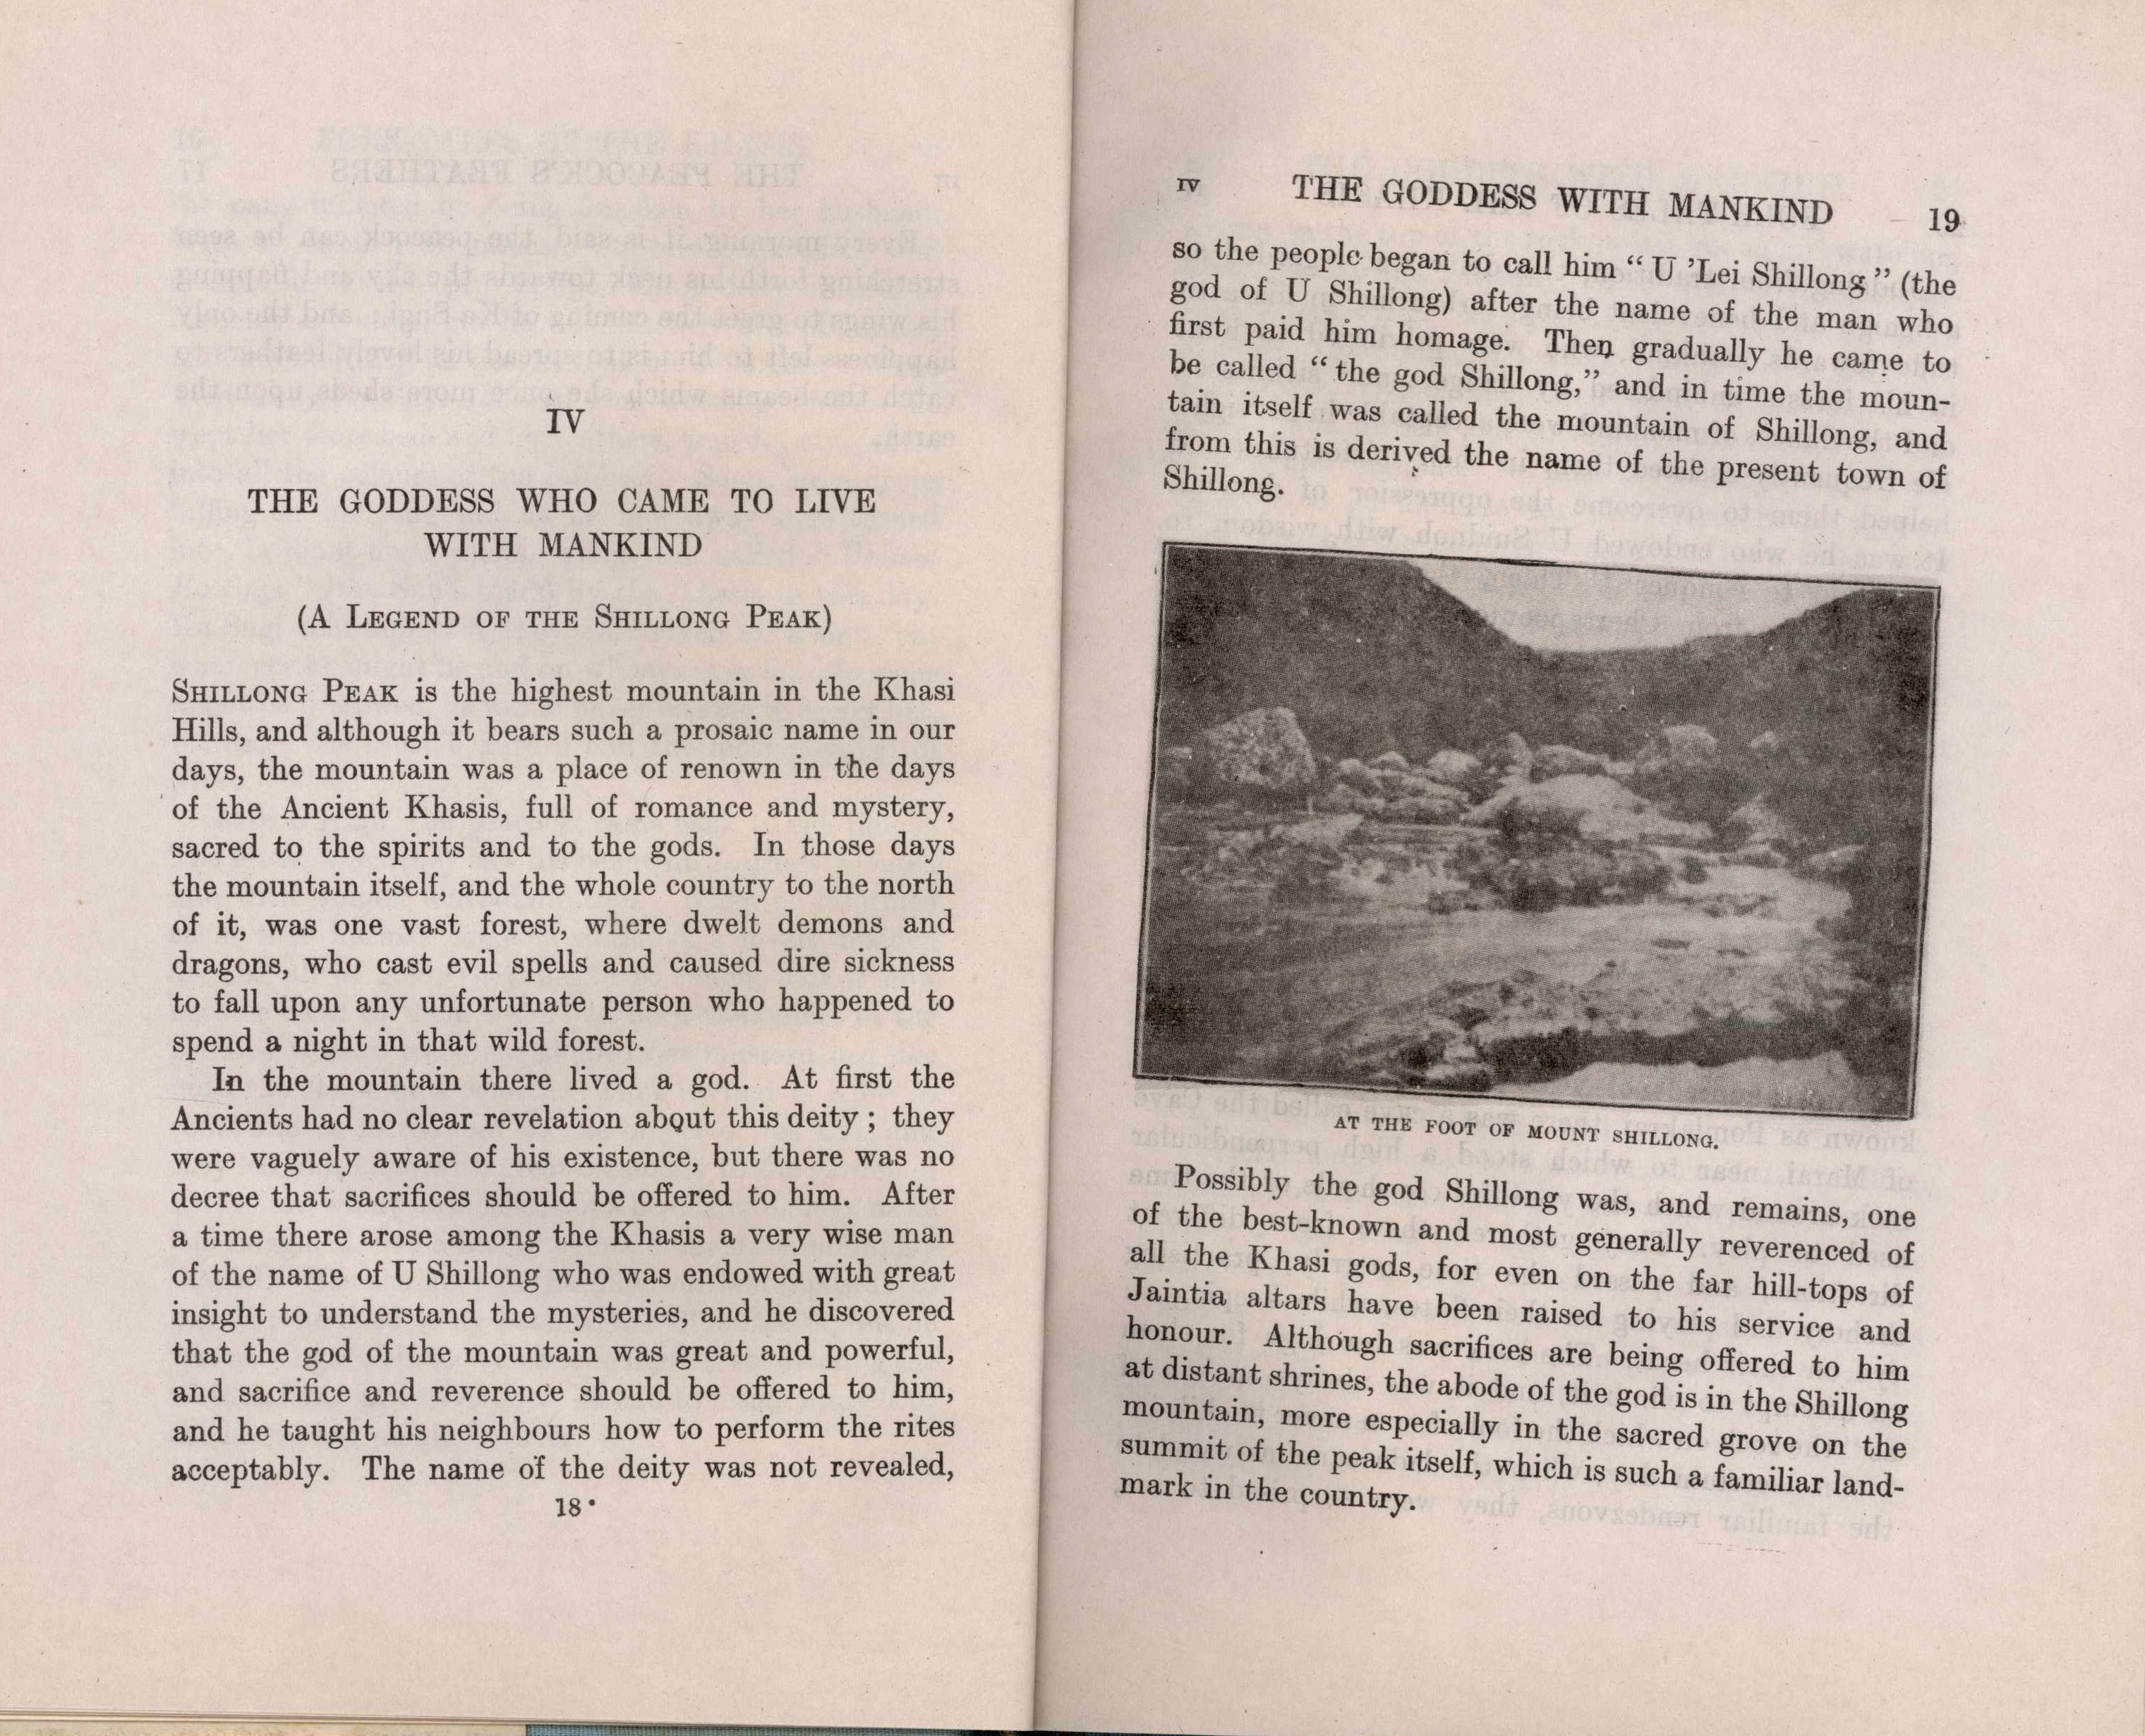 IV
THE GODDESS WHO CAME TO LIVE
WITH MANKIND
(A LEGEND OF THE SHILLONG PEAK)
SHILLONG PEAK is the highest mountain in the Khasi
Hills, and although it bears such a prosaic name in our
days, the mountain was a place of renown in the days
of the Ancient Khasis, full of romance and mystery,
sacred to the spirits and to the gods. In those days
the mountain itself, and the whole country to the north
of it, was one vast forest, where dwelt demons and
dragons, who cast evil spells and caused dire sickness
to fall upon any unfortunate person who happened to
spend a night in that wild forest.
In the mountain there lived a god. At first the
Ancients had no clear revelation about this deity ; they
were vaguely aware of his existence, but there was no
decree that sacrifices should be offered to him. After
a time there arose among the Khasis a very wise man
of the name of U Shillong who was endowed with great
insight to understand the mysteries, and he discovered
that the god of the mountain was great and powerful,
and sacrifice and reverence should be offered to him,
and he taught his neighbours how to perform the rites
acceptably. The name of the deity was not revealed,
18
IV THE GODDESS WITH MANKIND 19
so the people began to call him “ U ’Lei Shillong ” (the
god of U Shillong) after the name of the man who
first paid him homage. Then gradually he came to
be called “ the god Shillong,” and in time the moun-
tain itself was called the mountain of Shillong, and
from this is derived the name of the present town of
Shillong.
AT THE FOOT OF MOUNT SHILLONG.
Possibly the god Shillong was, and remains, one
of the best-known and most generally reverenced of
all the Khasi gods, for even on the far hill-tops of
Jaintia altars have been raised to his service and
honour. Although sacrifices are being offered to him
at distant shrines, the abode of the god is in the Shillong
mountain, more especially in the sacred grove on the
summit of the peak itself, which is such a familiar land-
mark in the country.